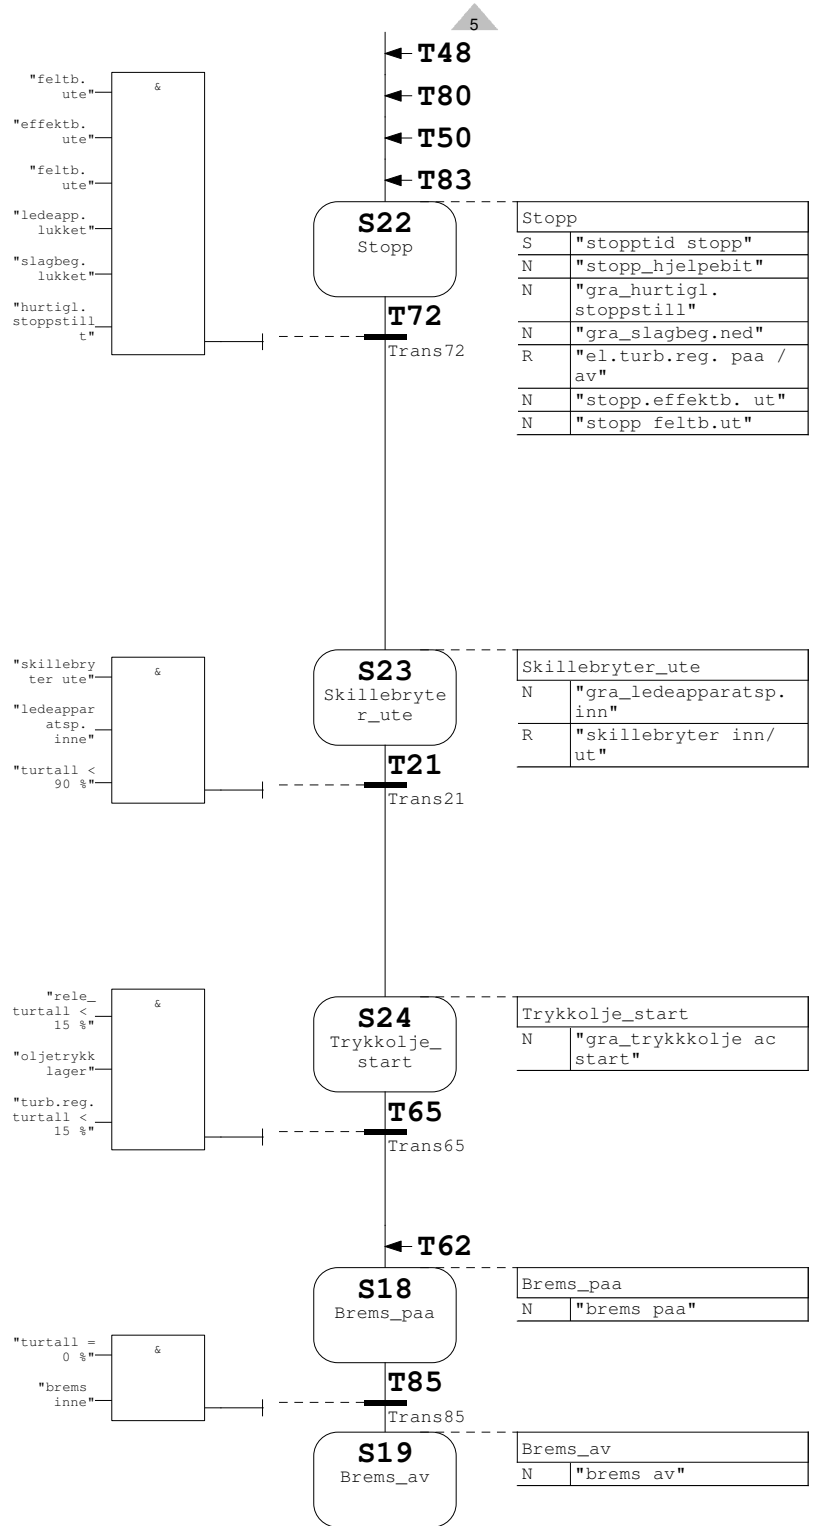 5
T48
T80
T50
T83
"feltb.
ute"
&
"effektb.
ute"
"feltb.
ute"
"ledeapp.
lukket"
"slagbeg.
lukket"
"hurtigl.
stoppstill
t"
S22
Stopp
T72
Trans72
Stopp
S "stopptid stopp"
N "stopp_hjelpebit"
N "gra_hurtigl.
stoppstill"
N "gra_slagbeg.ned"
R "el.turb.reg. paa /
av"
N "stopp.effektb. ut"
N "stopp feltb.ut"
"skillebry
ter ute"
&
"ledeappar
atsp.
inne"
"turtall <
90 %"
S23
Skillebryte
r_ute
T21
Trans21
Skillebryter_ute
N "gra_ledeapparatsp.
inn"
R "skillebryter inn/
ut"
"rele_
turtall <
15 %"
&
"oljetrykk
lager"
"turb.reg.
turtall <
15 %"
S24
Trykkolje_
start
T65
Trans65
Trykkolje_start
N "gra_trykkkolje ac
start"
T62
S18
Brems_paa
Brems_paa
N "brems paa"
"turtall =
0 %"
&
"brems
inne"
T85
Trans85
S19
Brems_av
Brems_av
N "brems av"